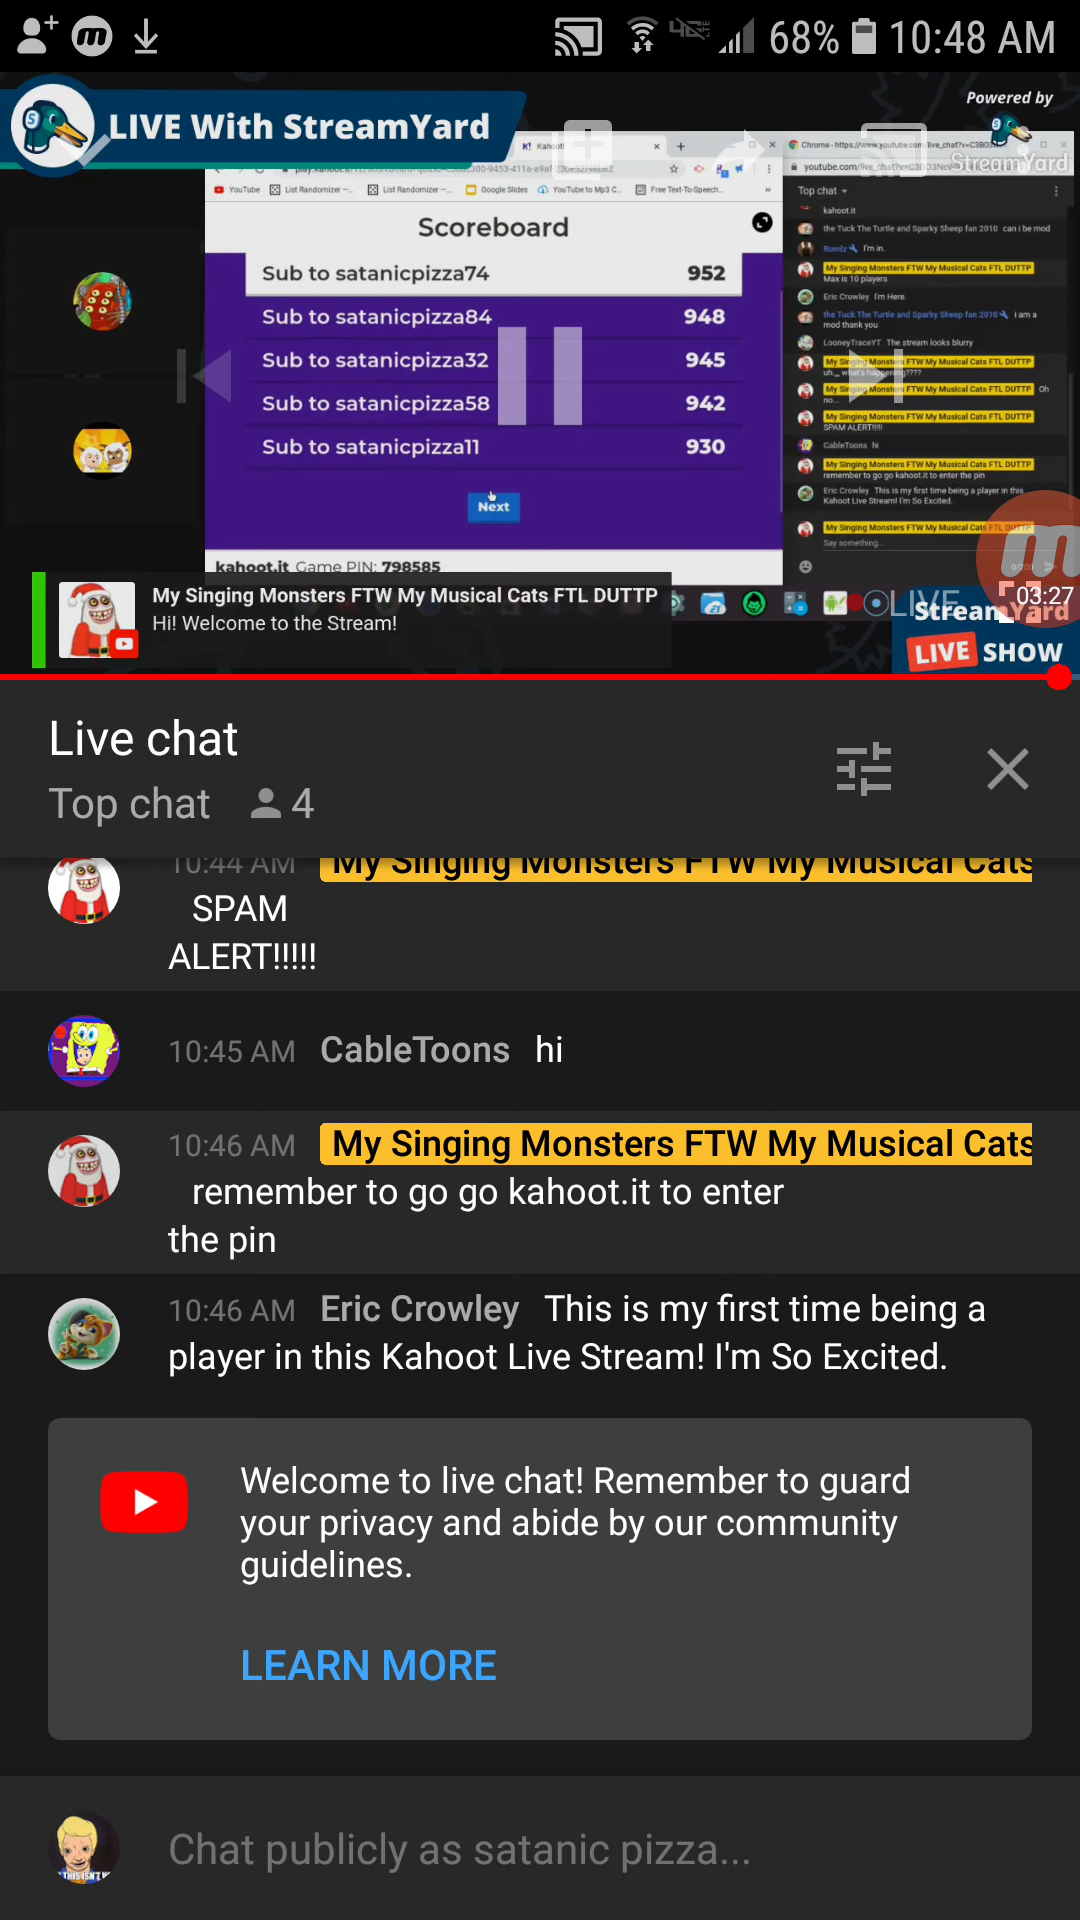 68% 10:48 AM
LIVE With StreamYard
Powered by
StreamYard
Kahoot!
Chrome - https://www.youtube.com/live_chat?v=C3B
youtube.com/live_chat?v=C3B
YouTube List Randomizer List Randomizer Google Slides YouTube to Mp3 C... Free Text-To-Speech...
Top chat
Scoreboard
Sub to satanicpizza74 952
Sub to satanicpizza84 948
Sub to satanicpizza32 945
Sub to satanicpizza58 942
Sub to satanicpizza11 930
Next
kahoot.it Game PIN: 798585
kahoot.it
the Tuck The Turtle and Sparky Sheep fan 2010 can i be mod
Romlz I'm in.
My Singing Monsters FTW My Musical Cats FTL DUTTP
Max is 10 players
Eric Crowley I'm Here.
the Tuck The Turtle and Sparky Sheep fan 2010 i am a
mod thank you
LooneyTraceYT The stream looks blurry
My Singing Monsters FTW My Musical Cats FTL DUTTP
uh... what's happening????
My Singing Monsters FTW My Musical Cats FTL DUTTP Oh
no...
My Singing Monsters FTW My Musical Cats FTL DUTTP
SPAM ALERT!!!!!
CableToons hi
My Singing Monsters FTW My Musical Cats FTL DUTTP
remember to go go kahoot.it to enter the pin
Eric Crowley This is my first time being a player in this
Kahoot Live Stream! I'm So Excited.
My Singing Monsters FTW My Musical Cats FTL DUTTP
Say something...
My Singing Monsters FTW My Musical Cats FTL DUTTP
Hi! Welcome to the Stream!
LIVE
03:27
StreamYard
LIVE SHOW
Live chat
Top chat 4
10:44 AM My Singing Monsters FTW My Musical Cats
SPAM
ALERT!!!!!
10:45 AM CableToons hi
10:46 AM My Singing Monsters FTW My Musical Cats
remember to go go kahoot.it to enter
the pin
10:46 AM Eric Crowley This is my first time being a
player in this Kahoot Live Stream! I'm So Excited.
Welcome to live chat! Remember to guard
your privacy and abide by our community
guidelines.
LEARN MORE
Chat publicly as satanic pizza...